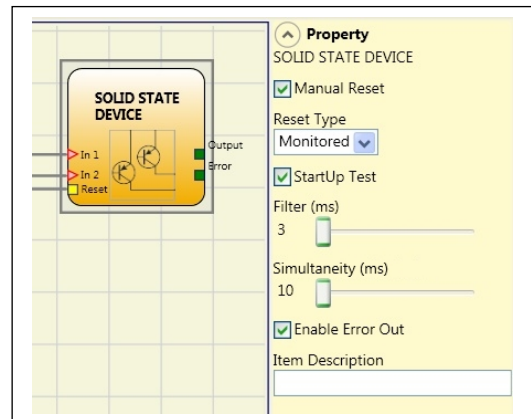 SOLID STATE
DEVICE
In 1
In 2
Reset
Output
Error
Property
SOLID STATE DEVICE
Manual Reset
Reset Type
Monitored
StartUp Test
Filter (ms)
3
Simultaneity (ms)
10
Enable Error Out
Item Description